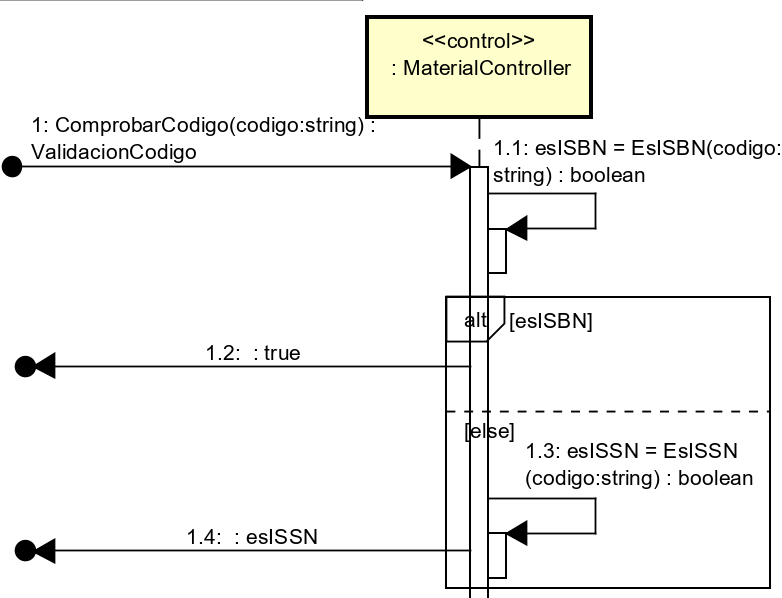 <<control>>
: MaterialController
1: ComprobarCodigo(codigo:string) :
ValidacionCodigo
1.1: esISBN = EsISBN(codigo:
string) : boolean
alt
[esISBN]
1.2:  : true
[else]
1.3: esISSN = EsISSN
(codigo:string) : boolean
1.4:  : esISSN